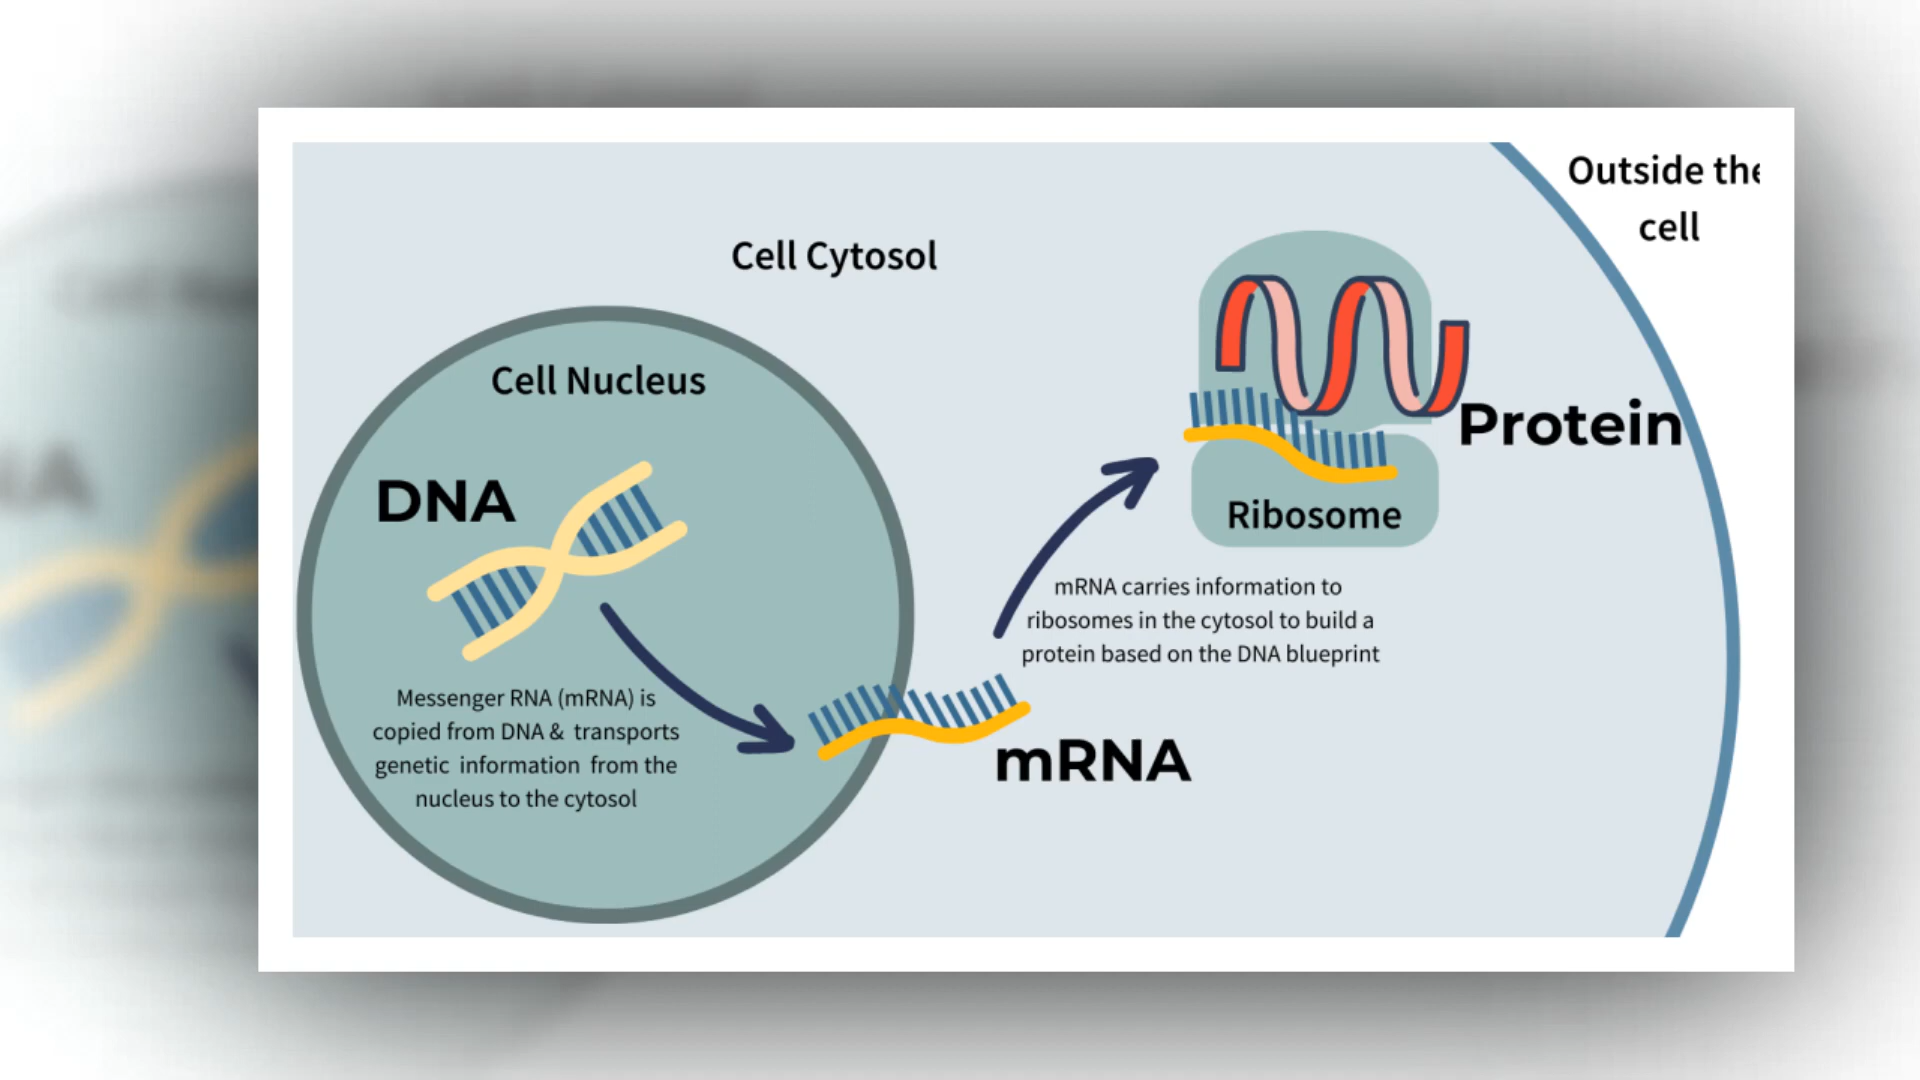 Outside the
cell
Cell Cytosol
Cell Nucleus
DNA
Protein
Ribosome
mRNA carries information to
ribosomes in the cytosol to build a
protein based on the DNA blueprint
Messenger RNA (mRNA) is
copied from DNA & transports
genetic information from the
nucleus to the cytosol
mRNA